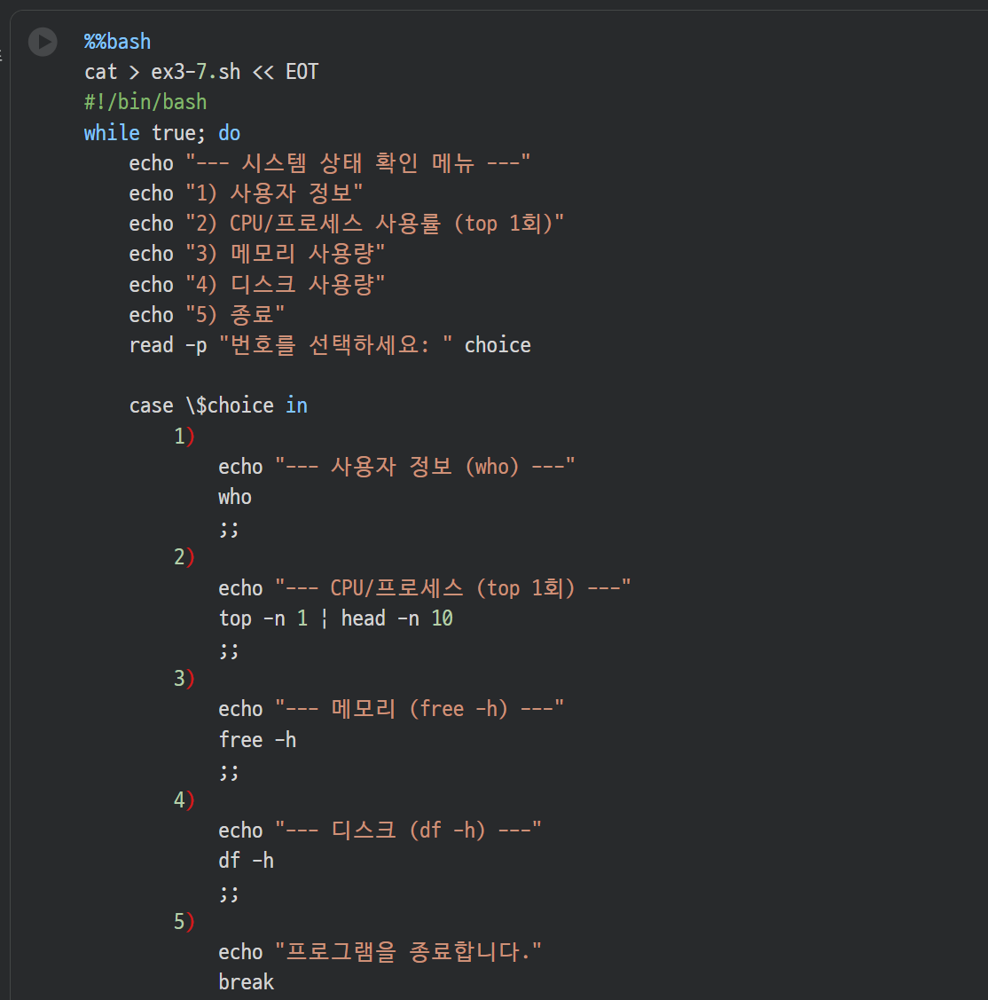 %%bash
cat > ex3-7.sh << EOT
#!/bin/bash
while true; do
    echo "--- 시스템 상태 확인 메뉴 ---"
    echo "1) 사용자 정보"
    echo "2) CPU/프로세스 사용률 (top 1회)"
    echo "3) 메모리 사용량"
    echo "4) 디스크 사용량"
    echo "5) 종료"
    read -p "번호를 선택하세요: " choice

    case \$choice in
        1)
            echo "--- 사용자 정보 (who) ---"
            who
            ;;
        2)
            echo "--- CPU/프로세스 (top 1회) ---"
            top -n 1 | head -n 10
            ;;
        3)
            echo "--- 메모리 (free -h) ---"
            free -h
            ;;
        4)
            echo "--- 디스크 (df -h) ---"
            df -h
            ;;
        5)
            echo "프로그램을 종료합니다."
            break